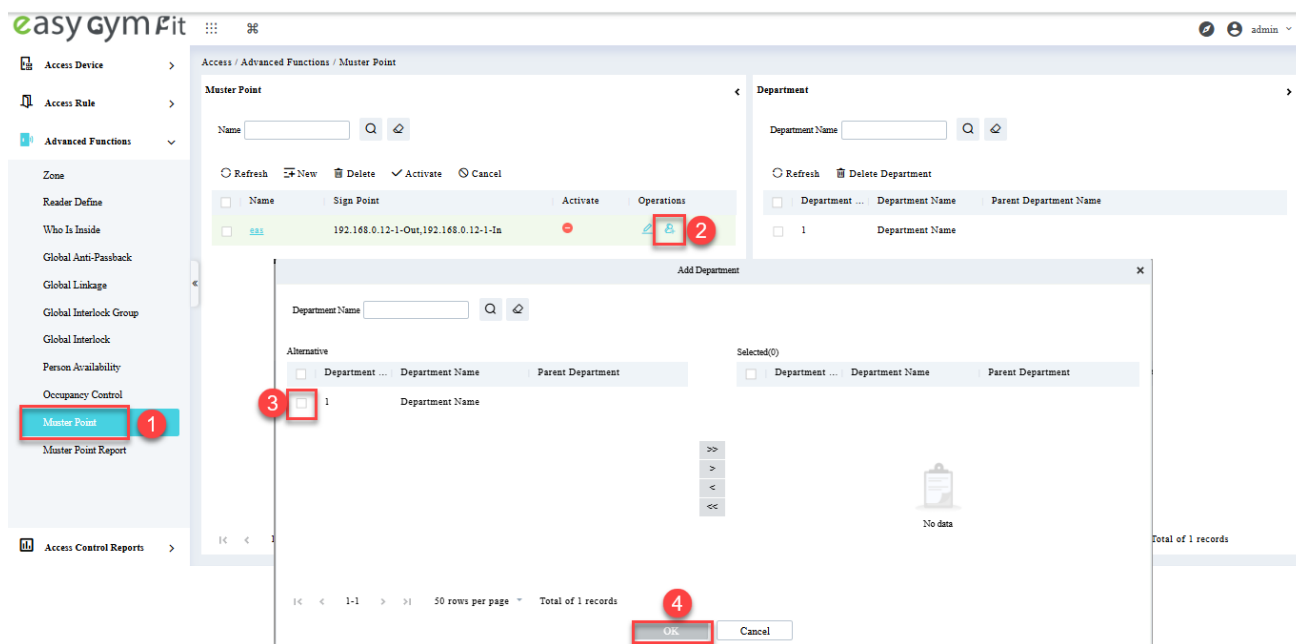 easy Gym Fit
admin
Access Device
Access Rule
Advanced Functions
Zone
Reader Define
Who Is Inside
Global Anti-Passback
Global Linkage
Global Interlock Group
Global Interlock
Person Availability
Occupancy Control
Muster Point
1
Muster Point Report
Access Control Reports
Access / Advanced Functions / Muster Point
Muster Point
Name
Refresh New Delete Activate Cancel
Name Sign Point Activate Operations
eas 192.168.0.12-1-Out,192.168.0.12-1-In
2
Department
Department Name
Refresh Delete Department
Department ... Department Name Parent Department Name
1 Department Name
Add Department
Department Name
Alternative
Department ... Department Name Parent Department
3
1 Department Name
Selected(0)
Department ... Department Name Parent Department
>>
>
<
<<
No data
|< < 1-1 > >| 50 rows per page Total of 1 records
4
OK Cancel
Total of 1 records